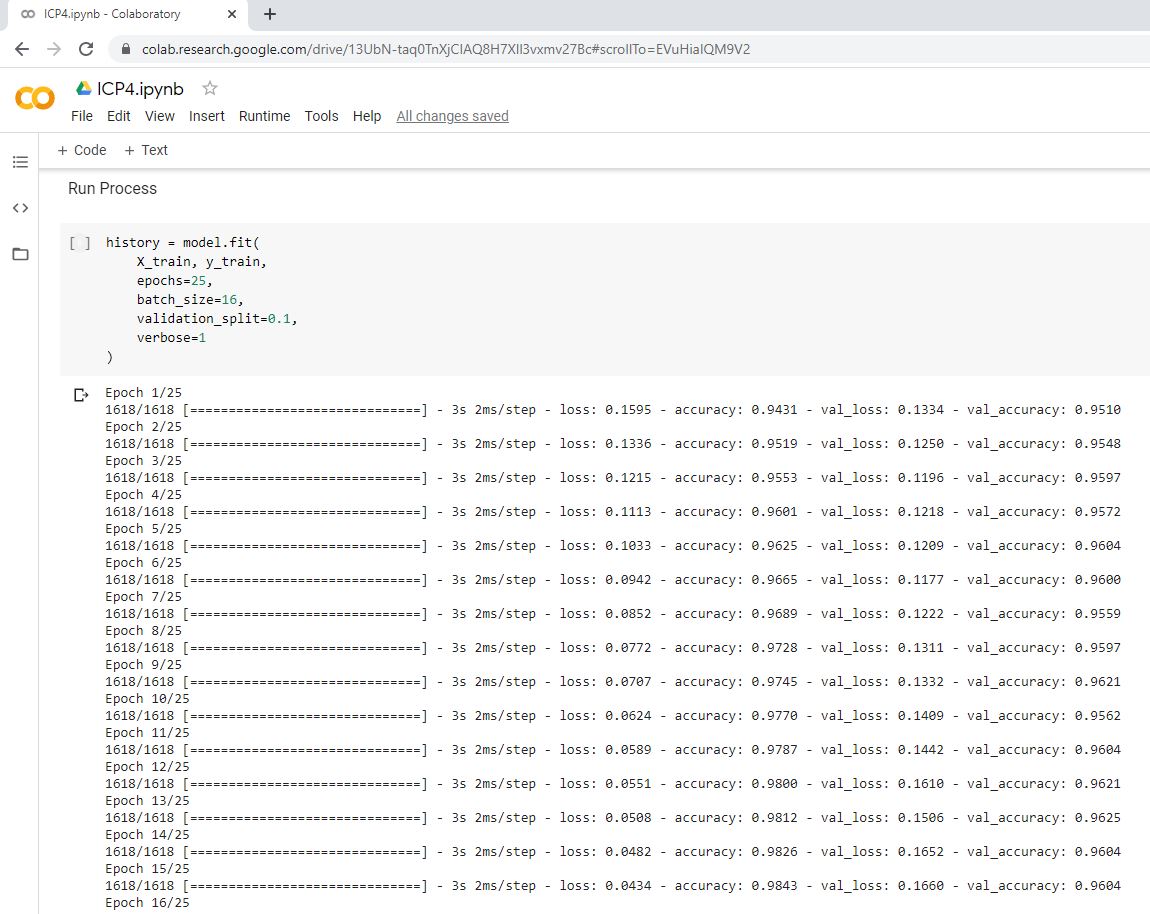 ICP4.ipynb - Colaboratory
colab.research.google.com/drive/13UbN-taq0TnXjCIAQ8H7XII3vxmv27Bc#scrollTo=EVuHiaIQM9V2
ICP4.ipynb
File Edit View Insert Runtime Tools Help All changes saved
+ Code + Text
Run Process
[ ] history = model.fit(
X_train, y_train,
epochs=25,
batch_size=16,
validation_split=0.1,
verbose=1
)
Epoch 1/25
1618/1618 [==============================] - 3s 2ms/step - loss: 0.1595 - accuracy: 0.9431 - val_loss: 0.1334 - val_accuracy: 0.9510
Epoch 2/25
1618/1618 [==============================] - 3s 2ms/step - loss: 0.1336 - accuracy: 0.9519 - val_loss: 0.1250 - val_accuracy: 0.9548
Epoch 3/25
1618/1618 [==============================] - 3s 2ms/step - loss: 0.1215 - accuracy: 0.9553 - val_loss: 0.1196 - val_accuracy: 0.9597
Epoch 4/25
1618/1618 [==============================] - 3s 2ms/step - loss: 0.1113 - accuracy: 0.9601 - val_loss: 0.1218 - val_accuracy: 0.9572
Epoch 5/25
1618/1618 [==============================] - 3s 2ms/step - loss: 0.1033 - accuracy: 0.9625 - val_loss: 0.1209 - val_accuracy: 0.9604
Epoch 6/25
1618/1618 [==============================] - 3s 2ms/step - loss: 0.0942 - accuracy: 0.9665 - val_loss: 0.1177 - val_accuracy: 0.9600
Epoch 7/25
1618/1618 [==============================] - 3s 2ms/step - loss: 0.0852 - accuracy: 0.9689 - val_loss: 0.1222 - val_accuracy: 0.9559
Epoch 8/25
1618/1618 [==============================] - 3s 2ms/step - loss: 0.0772 - accuracy: 0.9728 - val_loss: 0.1311 - val_accuracy: 0.9597
Epoch 9/25
1618/1618 [==============================] - 3s 2ms/step - loss: 0.0707 - accuracy: 0.9745 - val_loss: 0.1332 - val_accuracy: 0.9621
Epoch 10/25
1618/1618 [==============================] - 3s 2ms/step - loss: 0.0624 - accuracy: 0.9770 - val_loss: 0.1409 - val_accuracy: 0.9562
Epoch 11/25
1618/1618 [==============================] - 3s 2ms/step - loss: 0.0589 - accuracy: 0.9787 - val_loss: 0.1442 - val_accuracy: 0.9604
Epoch 12/25
1618/1618 [==============================] - 3s 2ms/step - loss: 0.0551 - accuracy: 0.9800 - val_loss: 0.1610 - val_accuracy: 0.9621
Epoch 13/25
1618/1618 [==============================] - 3s 2ms/step - loss: 0.0508 - accuracy: 0.9812 - val_loss: 0.1506 - val_accuracy: 0.9625
Epoch 14/25
1618/1618 [==============================] - 3s 2ms/step - loss: 0.0482 - accuracy: 0.9826 - val_loss: 0.1652 - val_accuracy: 0.9604
Epoch 15/25
1618/1618 [==============================] - 3s 2ms/step - loss: 0.0434 - accuracy: 0.9843 - val_loss: 0.1660 - val_accuracy: 0.9604
Epoch 16/25